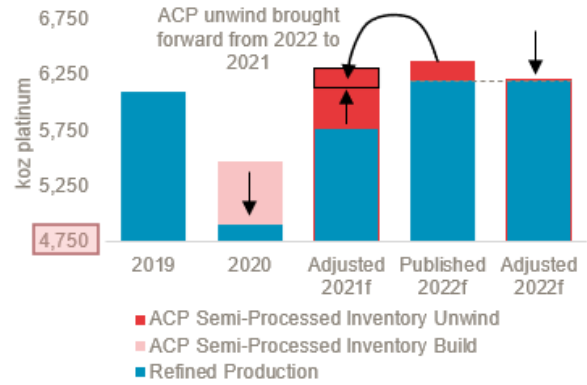 6,750
ACP unwind brought
forward from 2022 to
2021
6,250
5,750
5,250
4,750
koz platinum
2019
2020
Adjusted
2021f
Published
2022f
Adjusted
2022f
ACP Semi-Processed Inventory Unwind
ACP Semi-Processed Inventory Build
Refined Production